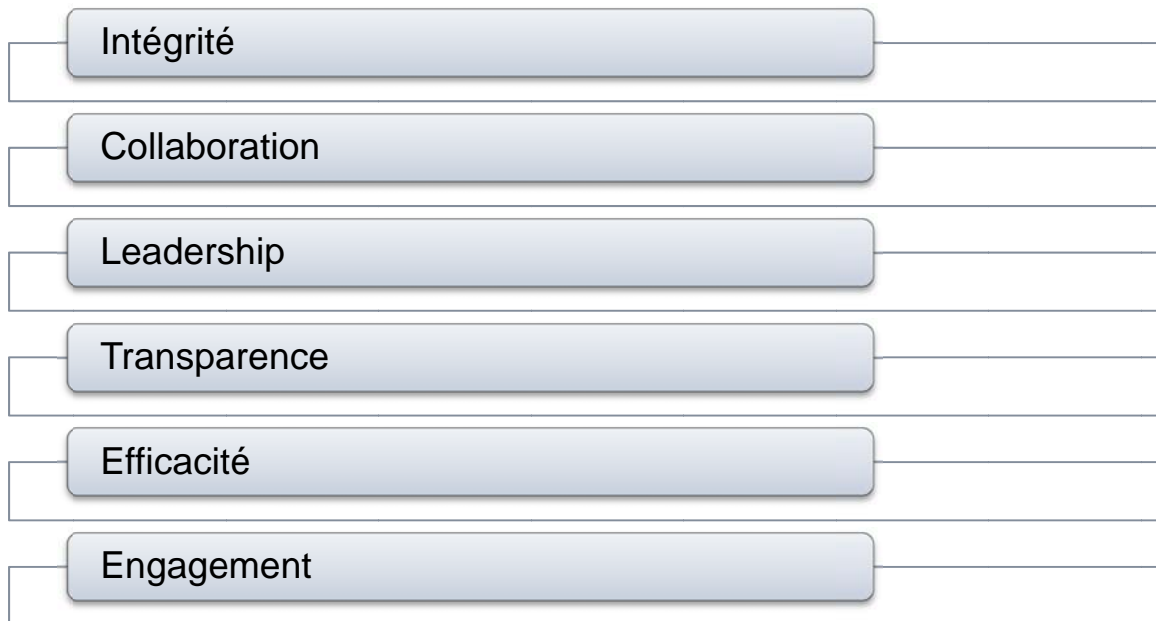 Intégrité
Collaboration
Leadership
Transparence
Efficacité
Engagement